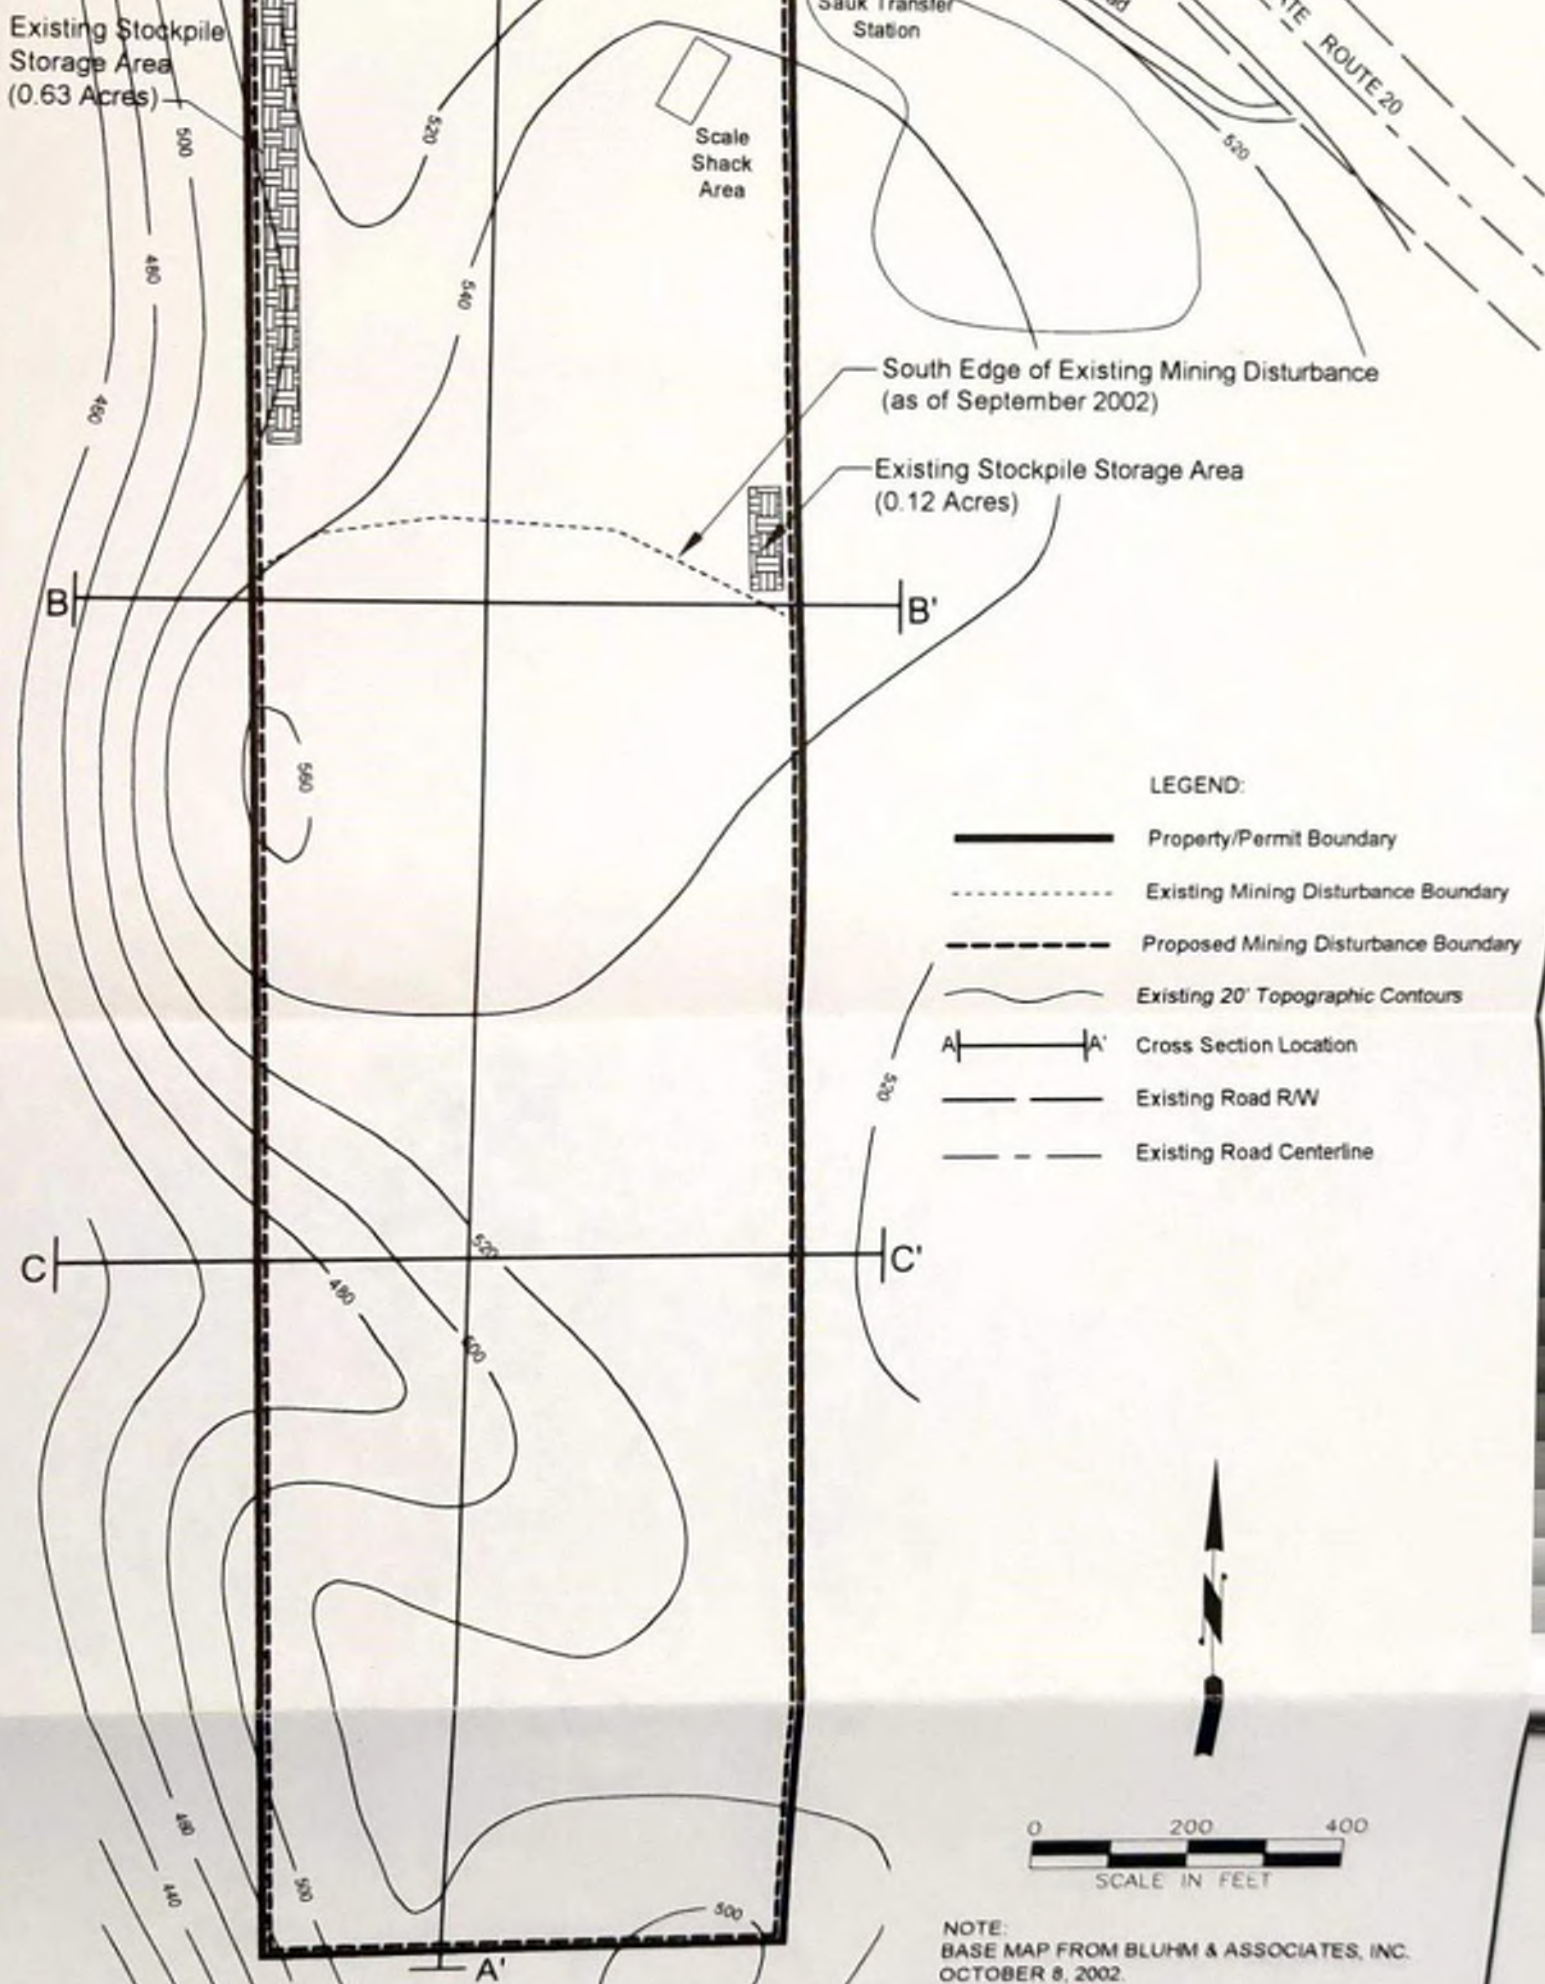 Existing Stockpile
Storage Area
(0.63 Acres)
Sauk Transfer
Station
ROUTE 20
520
500
520
Scale
Shack
Area
480
540
460
South Edge of Existing Mining Disturbance
(as of September 2002)
Existing Stockpile Storage Area
(0.12 Acres)
B
B'
560
LEGEND:
Property/Permit Boundary
Existing Mining Disturbance Boundary
Proposed Mining Disturbance Boundary
Existing 20' Topographic Contours
A
A'
Cross Section Location
Existing Road R/W
Existing Road Centerline
520
C
C'
520
480
500
N
480
440
500
500
0 200 400
SCALE IN FEET
A'
NOTE:
BASE MAP FROM BLUHM & ASSOCIATES, INC.
OCTOBER 8, 2002.